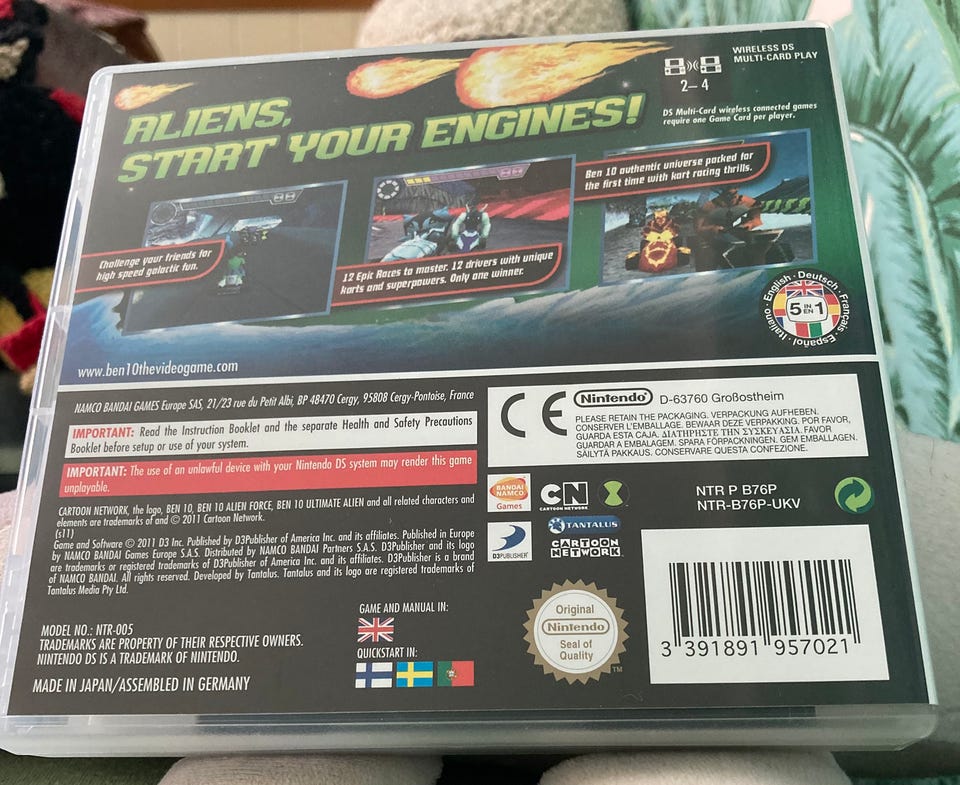 WIRELESS DS
MULTI-CARD PLAY
2– 4
DS Multi-Card wireless connected games
require one Game Card per player.
ALIENS,
START YOUR ENGINES!
Challenge your friends for
high speed galactic fun.
12 Epic Races to master. 12 drivers with unique
karts and superpowers. Only one winner.
Ben 10 authentic universe packed for
the first time with kart racing thrills.
English · Deutsch · Français · Español · Italiano ·
5 IN 1
EN
www.ben10thevideogame.com
NAMCO BANDAI GAMES Europe SAS, 21/23 rue du Petit Albi, BP 48470 Cergy, 95808 Cergy-Pontoise, France
IMPORTANT: Read the Instruction Booklet and the separate Health and Safety Precautions
Booklet before setup or use of your system.
IMPORTANT: The use of an unlawful device with your Nintendo DS system may render this game
unplayable.
CARTOON NETWORK, the logo, BEN 10, BEN 10 ALIEN FORCE, BEN 10 ULTIMATE ALIEN and all related characters and
elements are trademarks of and © 2011 Cartoon Network.
(s11)
Game and Software © 2011 D3 Inc. Published by D3Publisher of America Inc. and its affiliates. Published in Europe
by NAMCO BANDAI Games Europe S.A.S. Distributed by NAMCO BANDAI Partners S.A.S. D3Publisher and its logo
are trademarks or registered trademarks of D3Publisher of America Inc. and its affiliates. D3Publisher is a brand
of NAMCO BANDAI. All rights reserved. Developed by Tantalus. Tantalus and its logo are registered trademarks of
Tantalus Media Pty Ltd.
MODEL NO.: NTR-005
TRADEMARKS ARE PROPERTY OF THEIR RESPECTIVE OWNERS.
NINTENDO DS IS A TRADEMARK OF NINTENDO.
MADE IN JAPAN/ASSEMBLED IN GERMANY
GAME AND MANUAL IN:
QUICKSTART IN:
CE
Nintendo D-63760 Großostheim
PLEASE RETAIN THE PACKAGING. VERPACKUNG AUFHEBEN.
CONSERVER L'EMBALLAGE. BEWAAR DEZE VERPAKKING. POR FAVOR,
GUARDA ESTA CAJA. ΔΙΑΤΗΡΗΣΤΕ ΤΗΝ ΣΥΣΚΕΥΑΣΙΑ. FAVOR
GUARDAR A EMBALAGEM. SPARA FÖRPACKNINGEN. GEM EMBALLAGEN.
SÄILYTÄ PAKKAUS. CONSERVARE QUESTA CONFEZIONE.
BANDAI
NAMCO
Games
CN
CARTOON NETWORK
D3PUBLISHER
TANTALUS
CARTOON
NETWORK.
NTR P B76P
NTR-B76P-UKV
Original
Nintendo
Seal of
Quality
TM
3 391891 957021